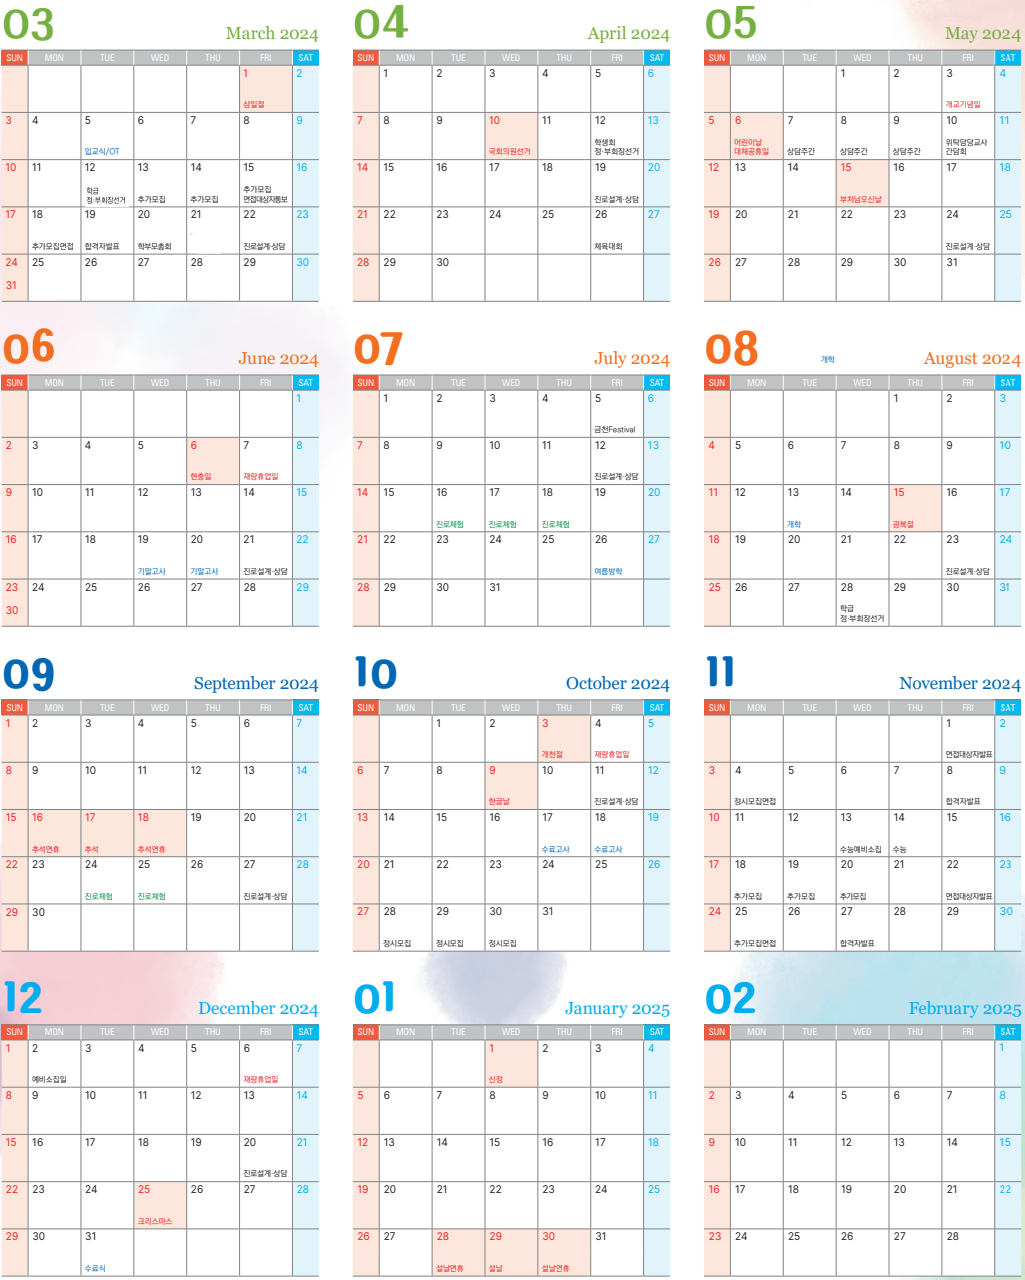 03 March 2024
SUN MON TUE WED THU FRI SAT
1 2
삼일절
3 4 5 6 7 8 9
입교식/OT
10 11 12 13 14 15 16
학급 추가모집
정·부회장선거 추가모집 추가모집 면접대상자통보
17 18 19 20 21 22 23
추가모집면접 합격자발표 학부모총회 진로설계·상담
24 25 26 27 28 29 30
31
04 April 2024
SUN MON TUE WED THU FRI SAT
1 2 3 4 5 6
7 8 9 10 11 12 13
학생회
국회의원선거 정·부회장선거
14 15 16 17 18 19 20
진로설계·상담
21 22 23 24 25 26 27
체육대회
28 29 30
05 May 2024
SUN MON TUE WED THU FRI SAT
1 2 3 4
개교기념일
5 6 7 8 9 10 11
어린이날 위탁담당교사
대체공휴일 상담주간 상담주간 상담주간 간담회
12 13 14 15 16 17 18
부처님오신날
19 20 21 22 23 24 25
진로설계·상담
26 27 28 29 30 31
06 June 2024
SUN MON TUE WED THU FRI SAT
1
2 3 4 5 6 7 8
현충일 재량휴업일
9 10 11 12 13 14 15
16 17 18 19 20 21 22
기말고사 기말고사 진로설계·상담
23 24 25 26 27 28 29
30
07 July 2024
SUN MON TUE WED THU FRI SAT
1 2 3 4 5 6
금천Festival
7 8 9 10 11 12 13
진로설계·상담
14 15 16 17 18 19 20
진로체험 진로체험 진로체험
21 22 23 24 25 26 27
여름방학
28 29 30 31
08 개학 August 2024
SUN MON TUE WED THU FRI SAT
1 2 3
4 5 6 7 8 9 10
11 12 13 14 15 16 17
개학 광복절
18 19 20 21 22 23 24
진로설계·상담
25 26 27 28 29 30 31
학급
정·부회장선거
09 September 2024
SUN MON TUE WED THU FRI SAT
1 2 3 4 5 6 7
8 9 10 11 12 13 14
15 16 17 18 19 20 21
추석연휴 추석 추석연휴
22 23 24 25 26 27 28
진로체험 진로체험 진로설계·상담
29 30
10 October 2024
SUN MON TUE WED THU FRI SAT
1 2 3 4 5
개천절 재량휴업일
6 7 8 9 10 11 12
한글날 진로설계·상담
13 14 15 16 17 18 19
수료고사 수료고사
20 21 22 23 24 25 26
27 28 29 30 31
정시모집 정시모집 정시모집
11 November 2024
SUN MON TUE WED THU FRI SAT
1 2
면접대상자발표
3 4 5 6 7 8 9
정시모집면접 합격자발표
10 11 12 13 14 15 16
수능예비소집 수능
17 18 19 20 21 22 23
추가모집 추가모집 추가모집 면접대상자발표
24 25 26 27 28 29 30
추가모집면접 합격자발표
12 December 2024
SUN MON TUE WED THU FRI SAT
1 2 3 4 5 6 7
예비소집일 재량휴업일
8 9 10 11 12 13 14
15 16 17 18 19 20 21
진로설계·상담
22 23 24 25 26 27 28
크리스마스
29 30 31
수료식
01 January 2025
SUN MON TUE WED THU FRI SAT
1 2 3 4
신정
5 6 7 8 9 10 11
12 13 14 15 16 17 18
19 20 21 22 23 24 25
26 27 28 29 30 31
설날연휴 설날 설날연휴
02 February 2025
SUN MON TUE WED THU FRI SAT
1
2 3 4 5 6 7 8
9 10 11 12 13 14 15
16 17 18 19 20 21 22
23 24 25 26 27 28